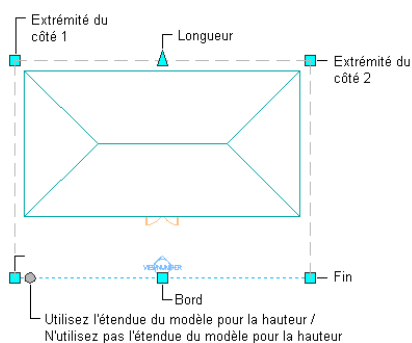 Extrémité du
côté 1
Longueur
Extrémité du
côté 2
VIEWNUMBER
Fin
Bord
Utilisez l'étendue du modèle pour la hauteur /
N'utilisez pas l'étendue du modèle pour la hauteur